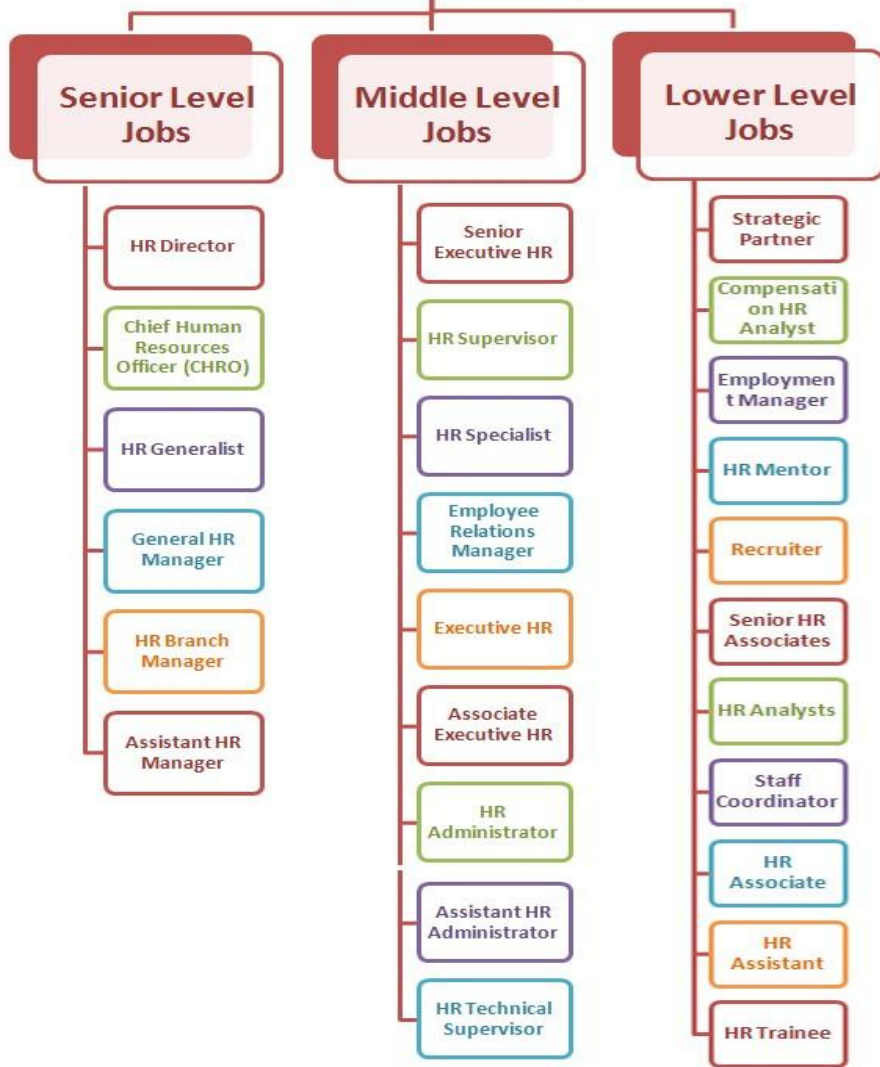 Senior Level
Jobs
HR Director
Chief Human
Resources
Officer (CHRO)
HR Generalist
General HR
Manager
HR Branch
Manager
Assistant HR
Manager
Middle Level
Jobs
Senior
Executive HR
HR Supervisor
HR Specialist
Employee
Relations
Manager
Executive HR
Associate
Executive HR
HR
Administrator
Assistant HR
Administrator
HR Technical
Supervisor
Lower Level
Jobs
Strategic
Partner
Compensati
on HR
Analyst
Employmen
t Manager
HR Mentor
Recruiter
Senior HR
Associates
HR Analysts
Staff
Coordinator
HR
Associate
HR
Assistant
HR Trainee